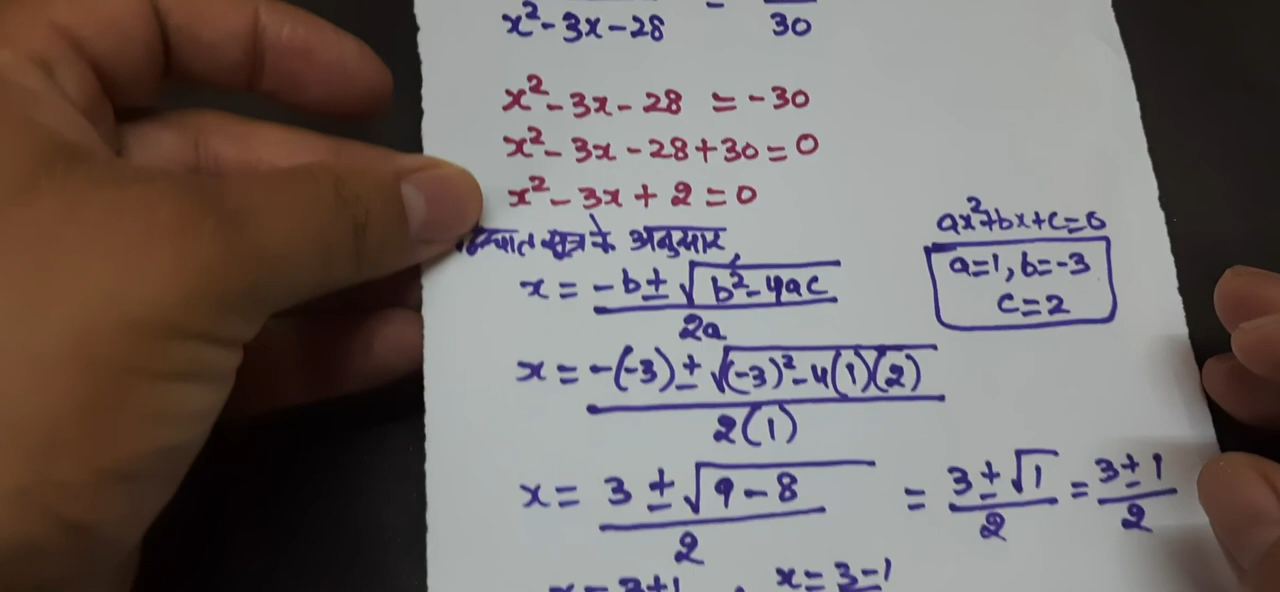 x² - 3x - 28 - 30
x² - 3x - 28 = -30
x² - 3x - 28 + 30 = 0
x² - 3x + 2 = 0
सूत्र के अनुसार,
ax² + bx + c = 0
a=1, b=-3
c=2
x = -b ± √b² - 4ac / 2a
x = -(-3) ± √(-3)² - 4(1)(2) / 2(1)
x = 3 ± √9 - 8 / 2 = 3 ± √1 / 2 = 3 ± 1 / 2
x = 3+1 , x = 3-1